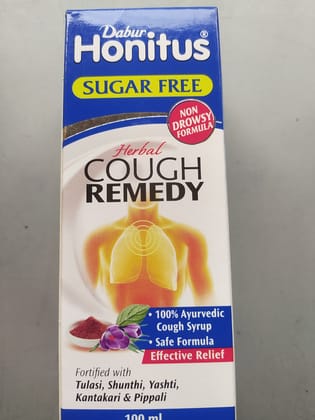 Dabur
Honitus®
SUGAR FREE
NON
DROWSY
FORMULA
Herbal
COUGH
REMEDY
• 100% Ayurvedic
Cough Syrup
• Safe Formula
Effective Relief
Fortified with
Tulasi, Shunthi, Yashti,
Kantakari & Pippali
100 ml